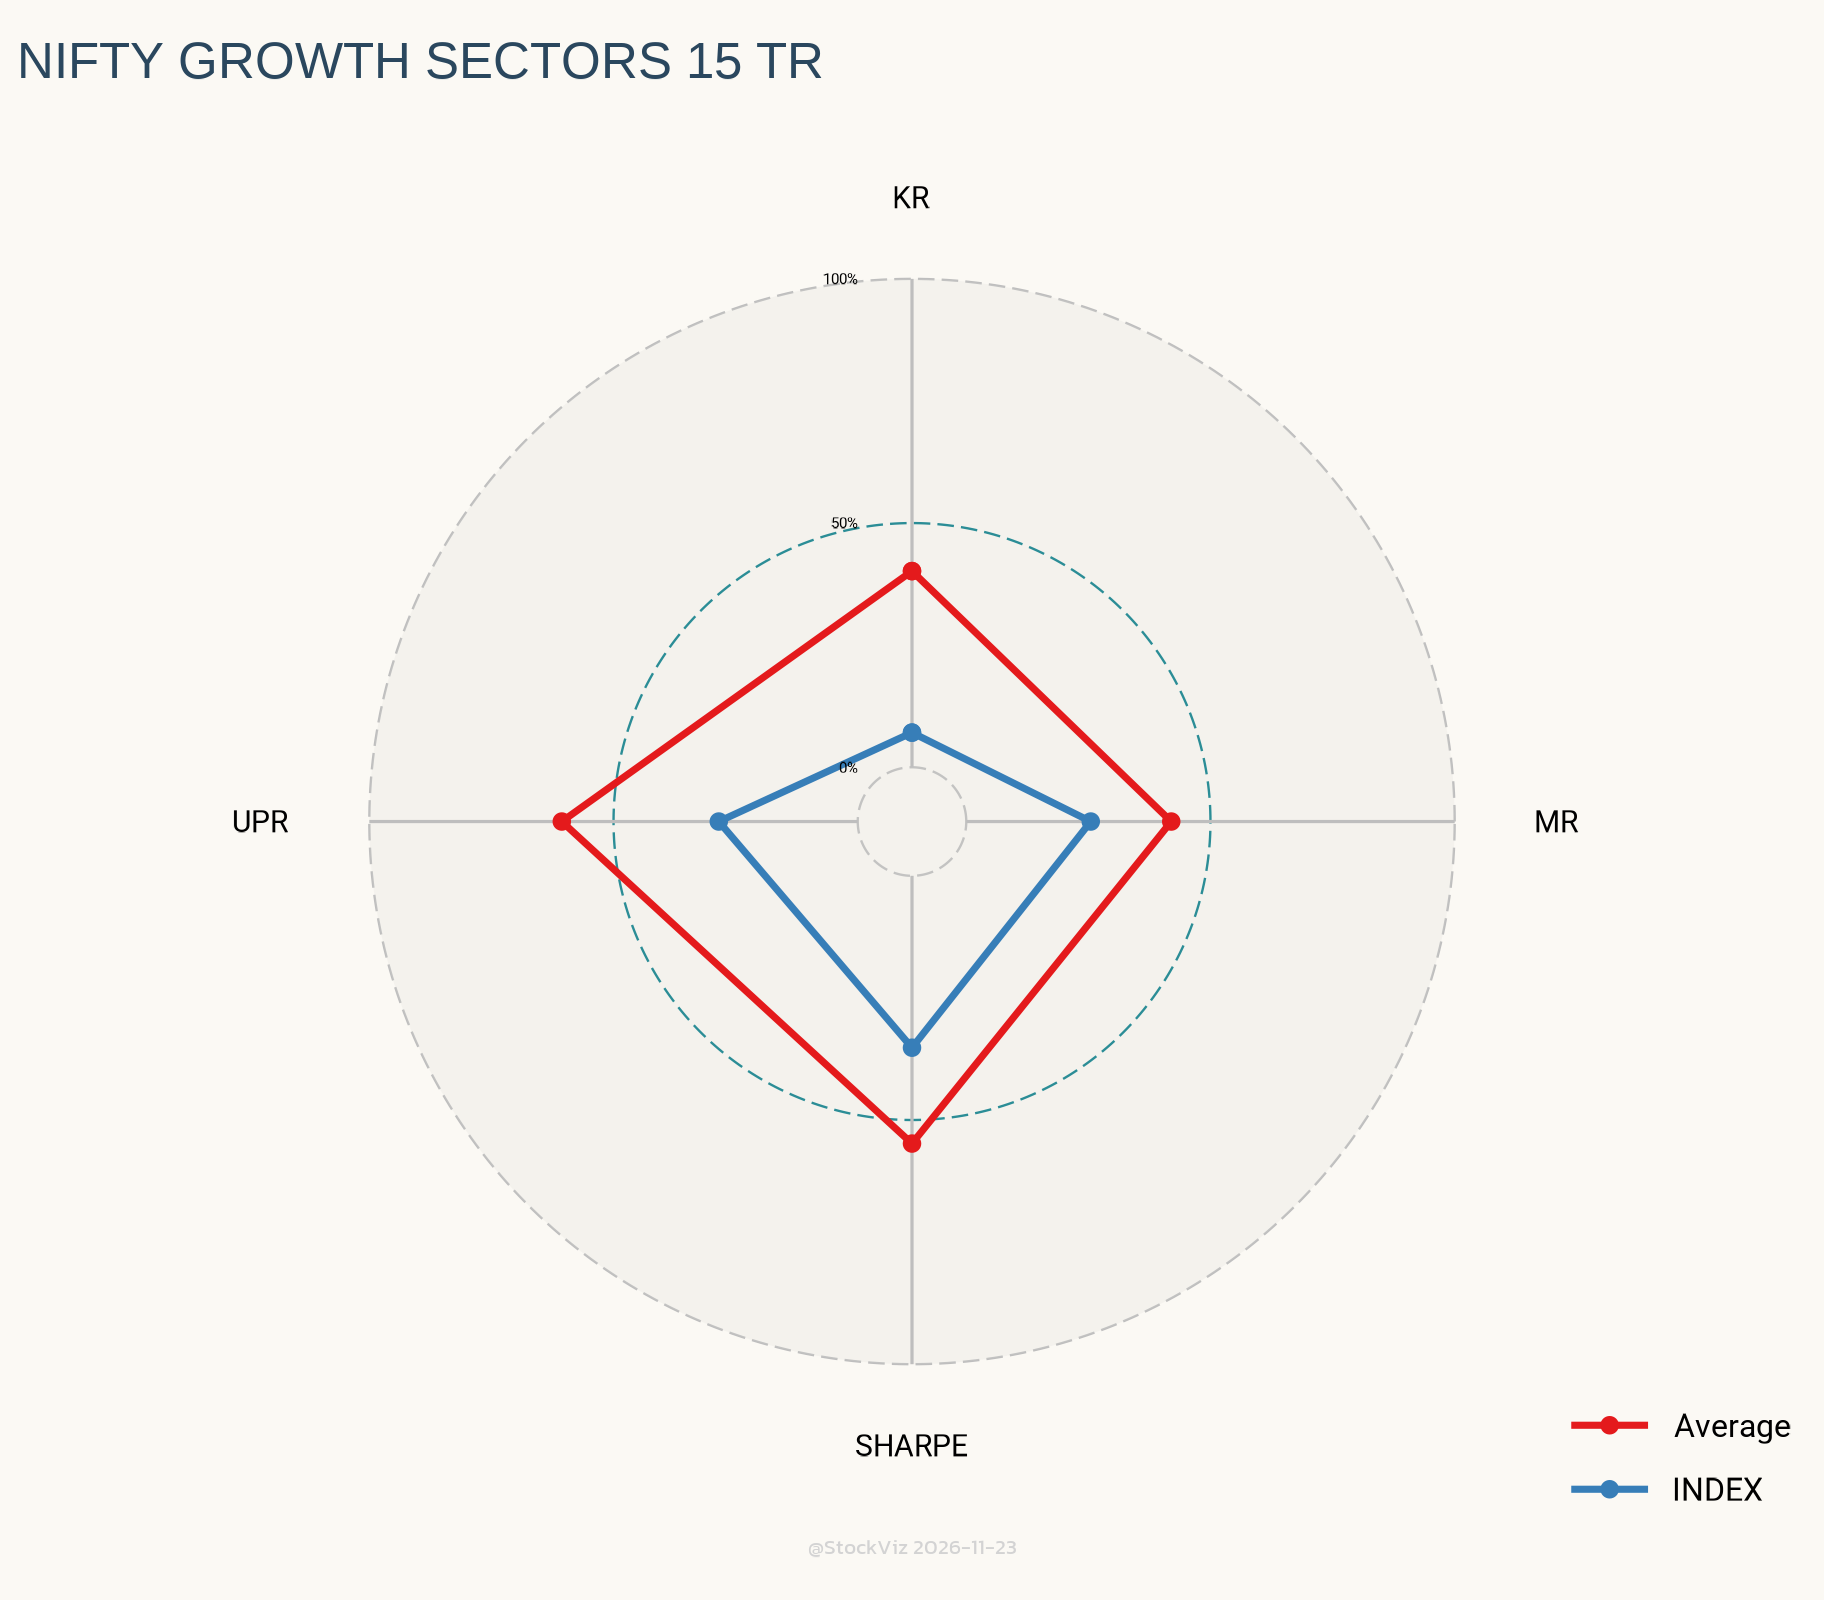 NIFTY GROWTH SECTORS 15 TR
KR
100%
50%
0%
UPR
MR
SHARPE
Average
INDEX
@StockViz 2026-11-23